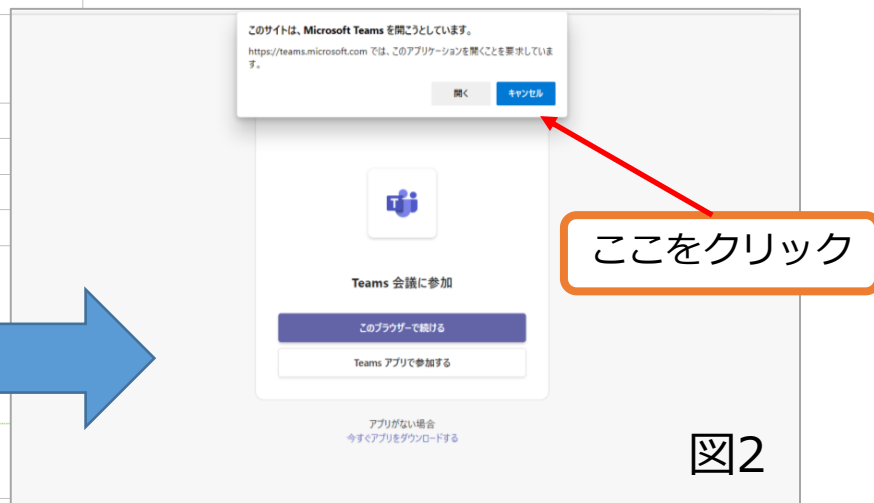 このサイトは、Microsoft Teams を開こうとしています。
https://teams.microsoft.com では、このアプリケーションを開くことを要求していま
す。
開く
キャンセル
ここをクリック
Teams 会議に参加
このブラウザーで続ける
Teams アプリで参加する
アプリがない場合
今すぐアプリをダウンロードする
図2